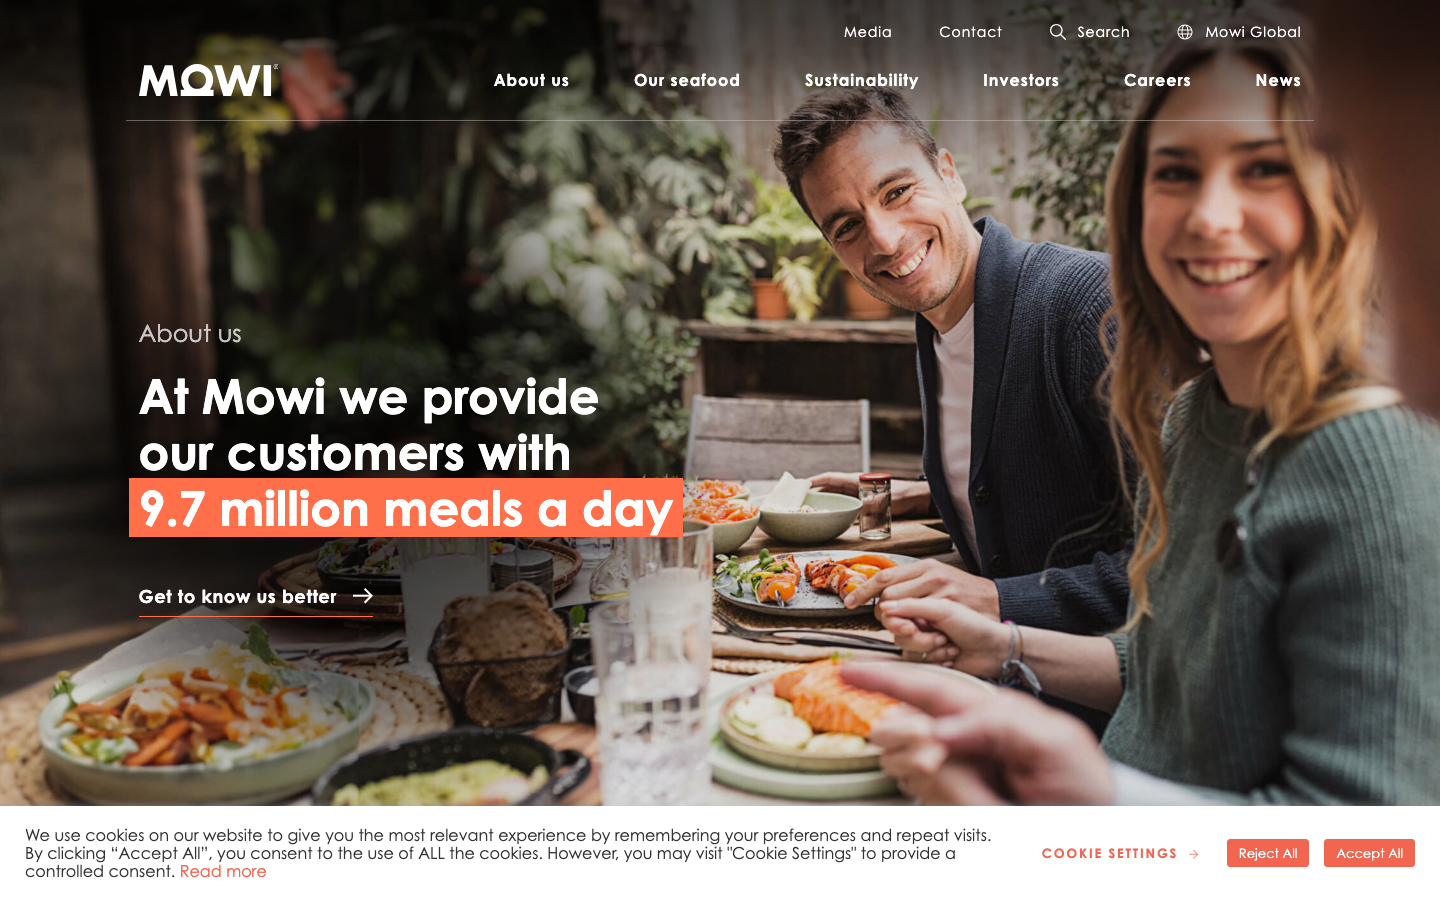 Media
Contact
Search
Mowi Global
MOWI
About us
Our seafood
Sustainability
Investors
Careers
News
About us
At Mowi we provide
our customers with
9.7 million meals a day
Get to know us better
We use cookies on our website to give you the most relevant experience by remembering your preferences and repeat visits.
By clicking “Accept All”, you consent to the use of ALL the cookies. However, you may visit "Cookie Settings" to provide a
controlled consent. Read more
COOKIE SETTINGS
Reject All
Accept All